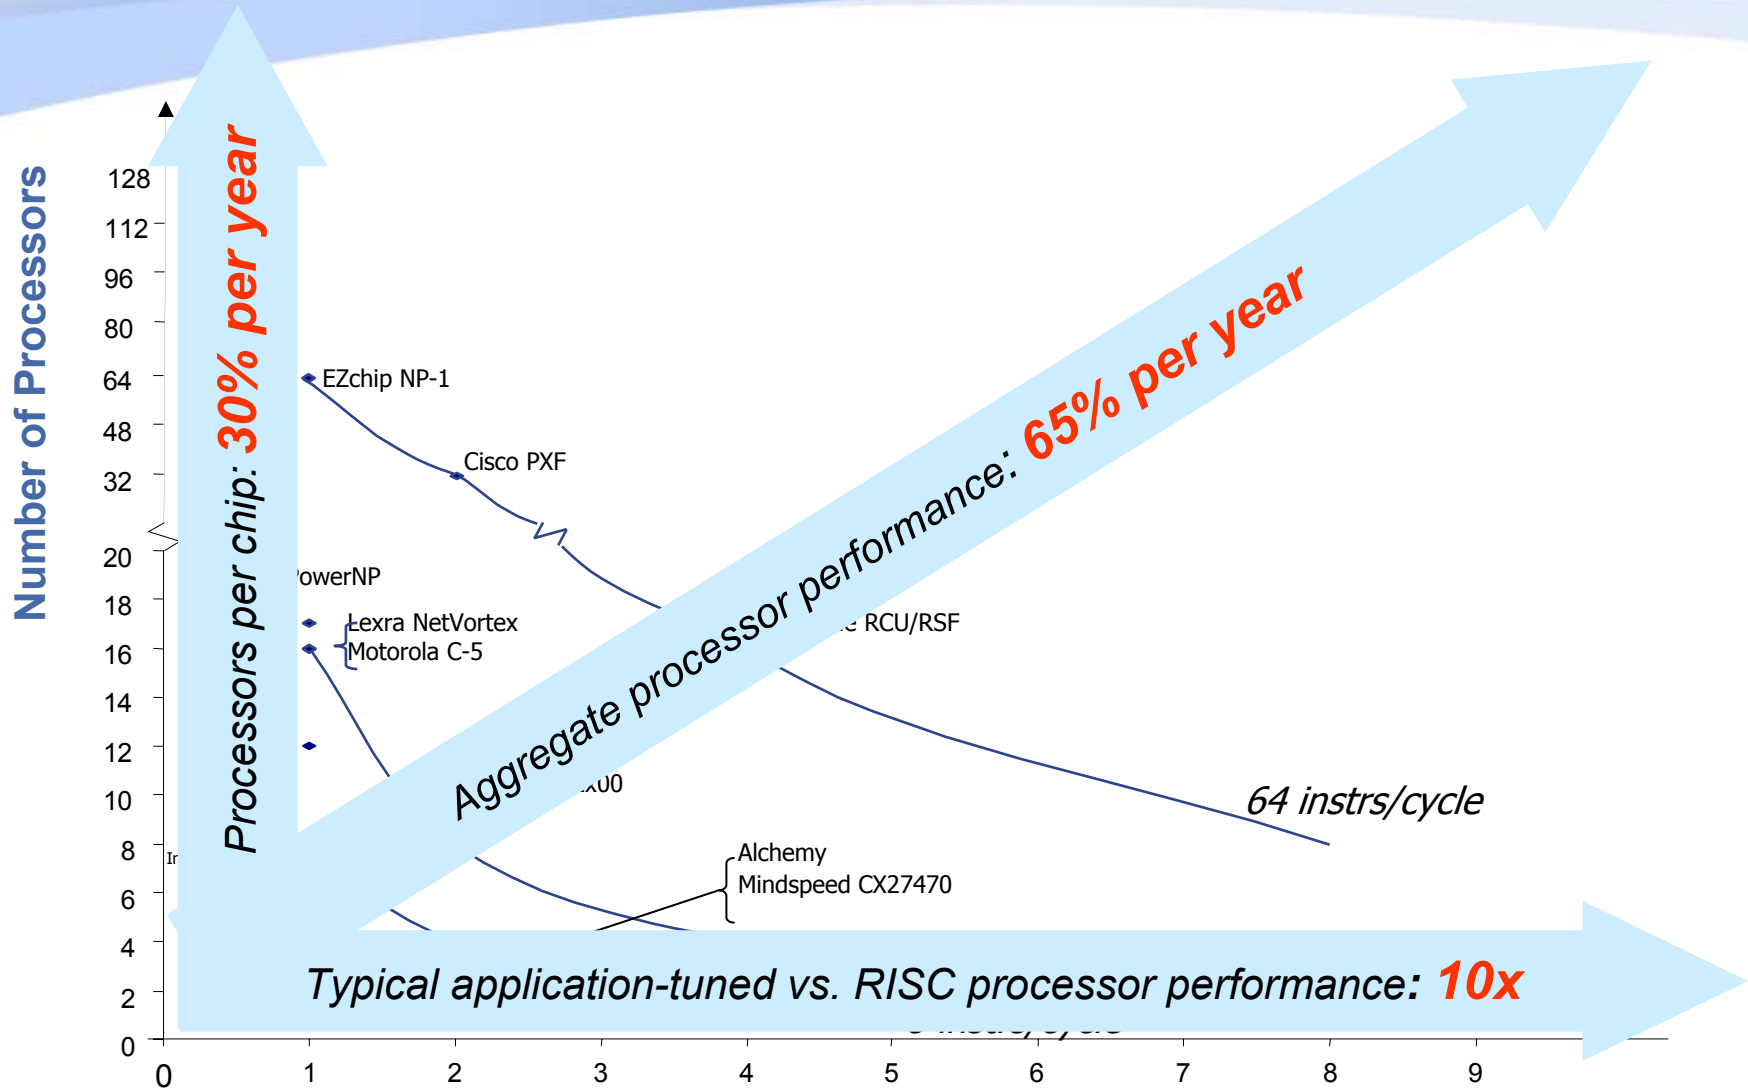 Number of Processors
128
112
96
80
64
48
32
20
18
16
14
12
10
8
6
4
2
0
0
1
2
3
4
5
6
7
8
9
Processors per chip: 30% per year
Aggregate processor performance: 65% per year
Typical application-tuned vs. RISC processor performance: 10x
EZchip NP-1
Cisco PXF
PowerNP
Lexra NetVortex
Motorola C-5
RCU/RSF
64 instrs/cycle
Alchemy
Mindspeed CX27470